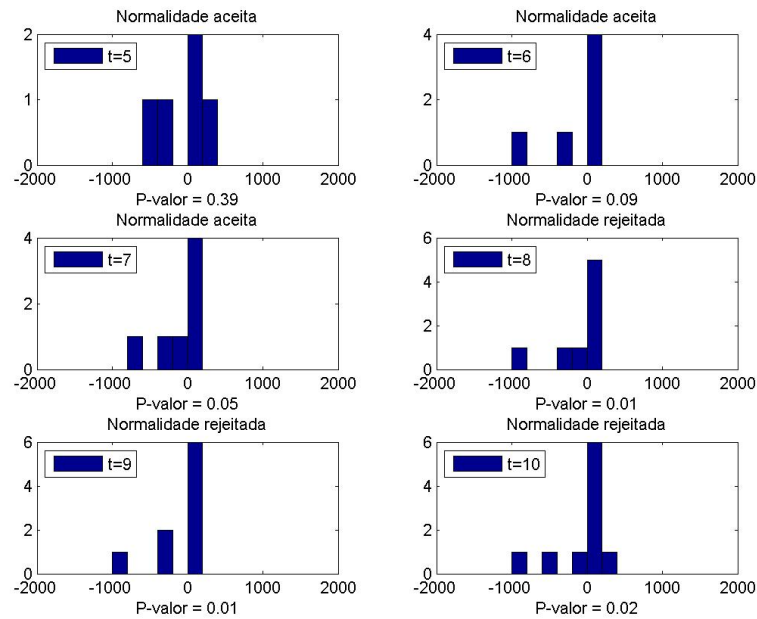 Normalidade aceita
2
1
0
t=5
-2000 -1000 0 1000 2000
P-valor = 0.39
Normalidade aceita
4
2
0
t=6
-2000 -1000 0 1000 2000
P-valor = 0.09
Normalidade aceita
4
2
0
t=7
-2000 -1000 0 1000 2000
P-valor = 0.05
Normalidade rejeitada
6
4
2
0
t=8
-2000 -1000 0 1000 2000
P-valor = 0.01
Normalidade rejeitada
6
4
2
0
t=9
-2000 -1000 0 1000 2000
P-valor = 0.01
Normalidade rejeitada
6
4
2
0
t=10
-2000 -1000 0 1000 2000
P-valor = 0.02